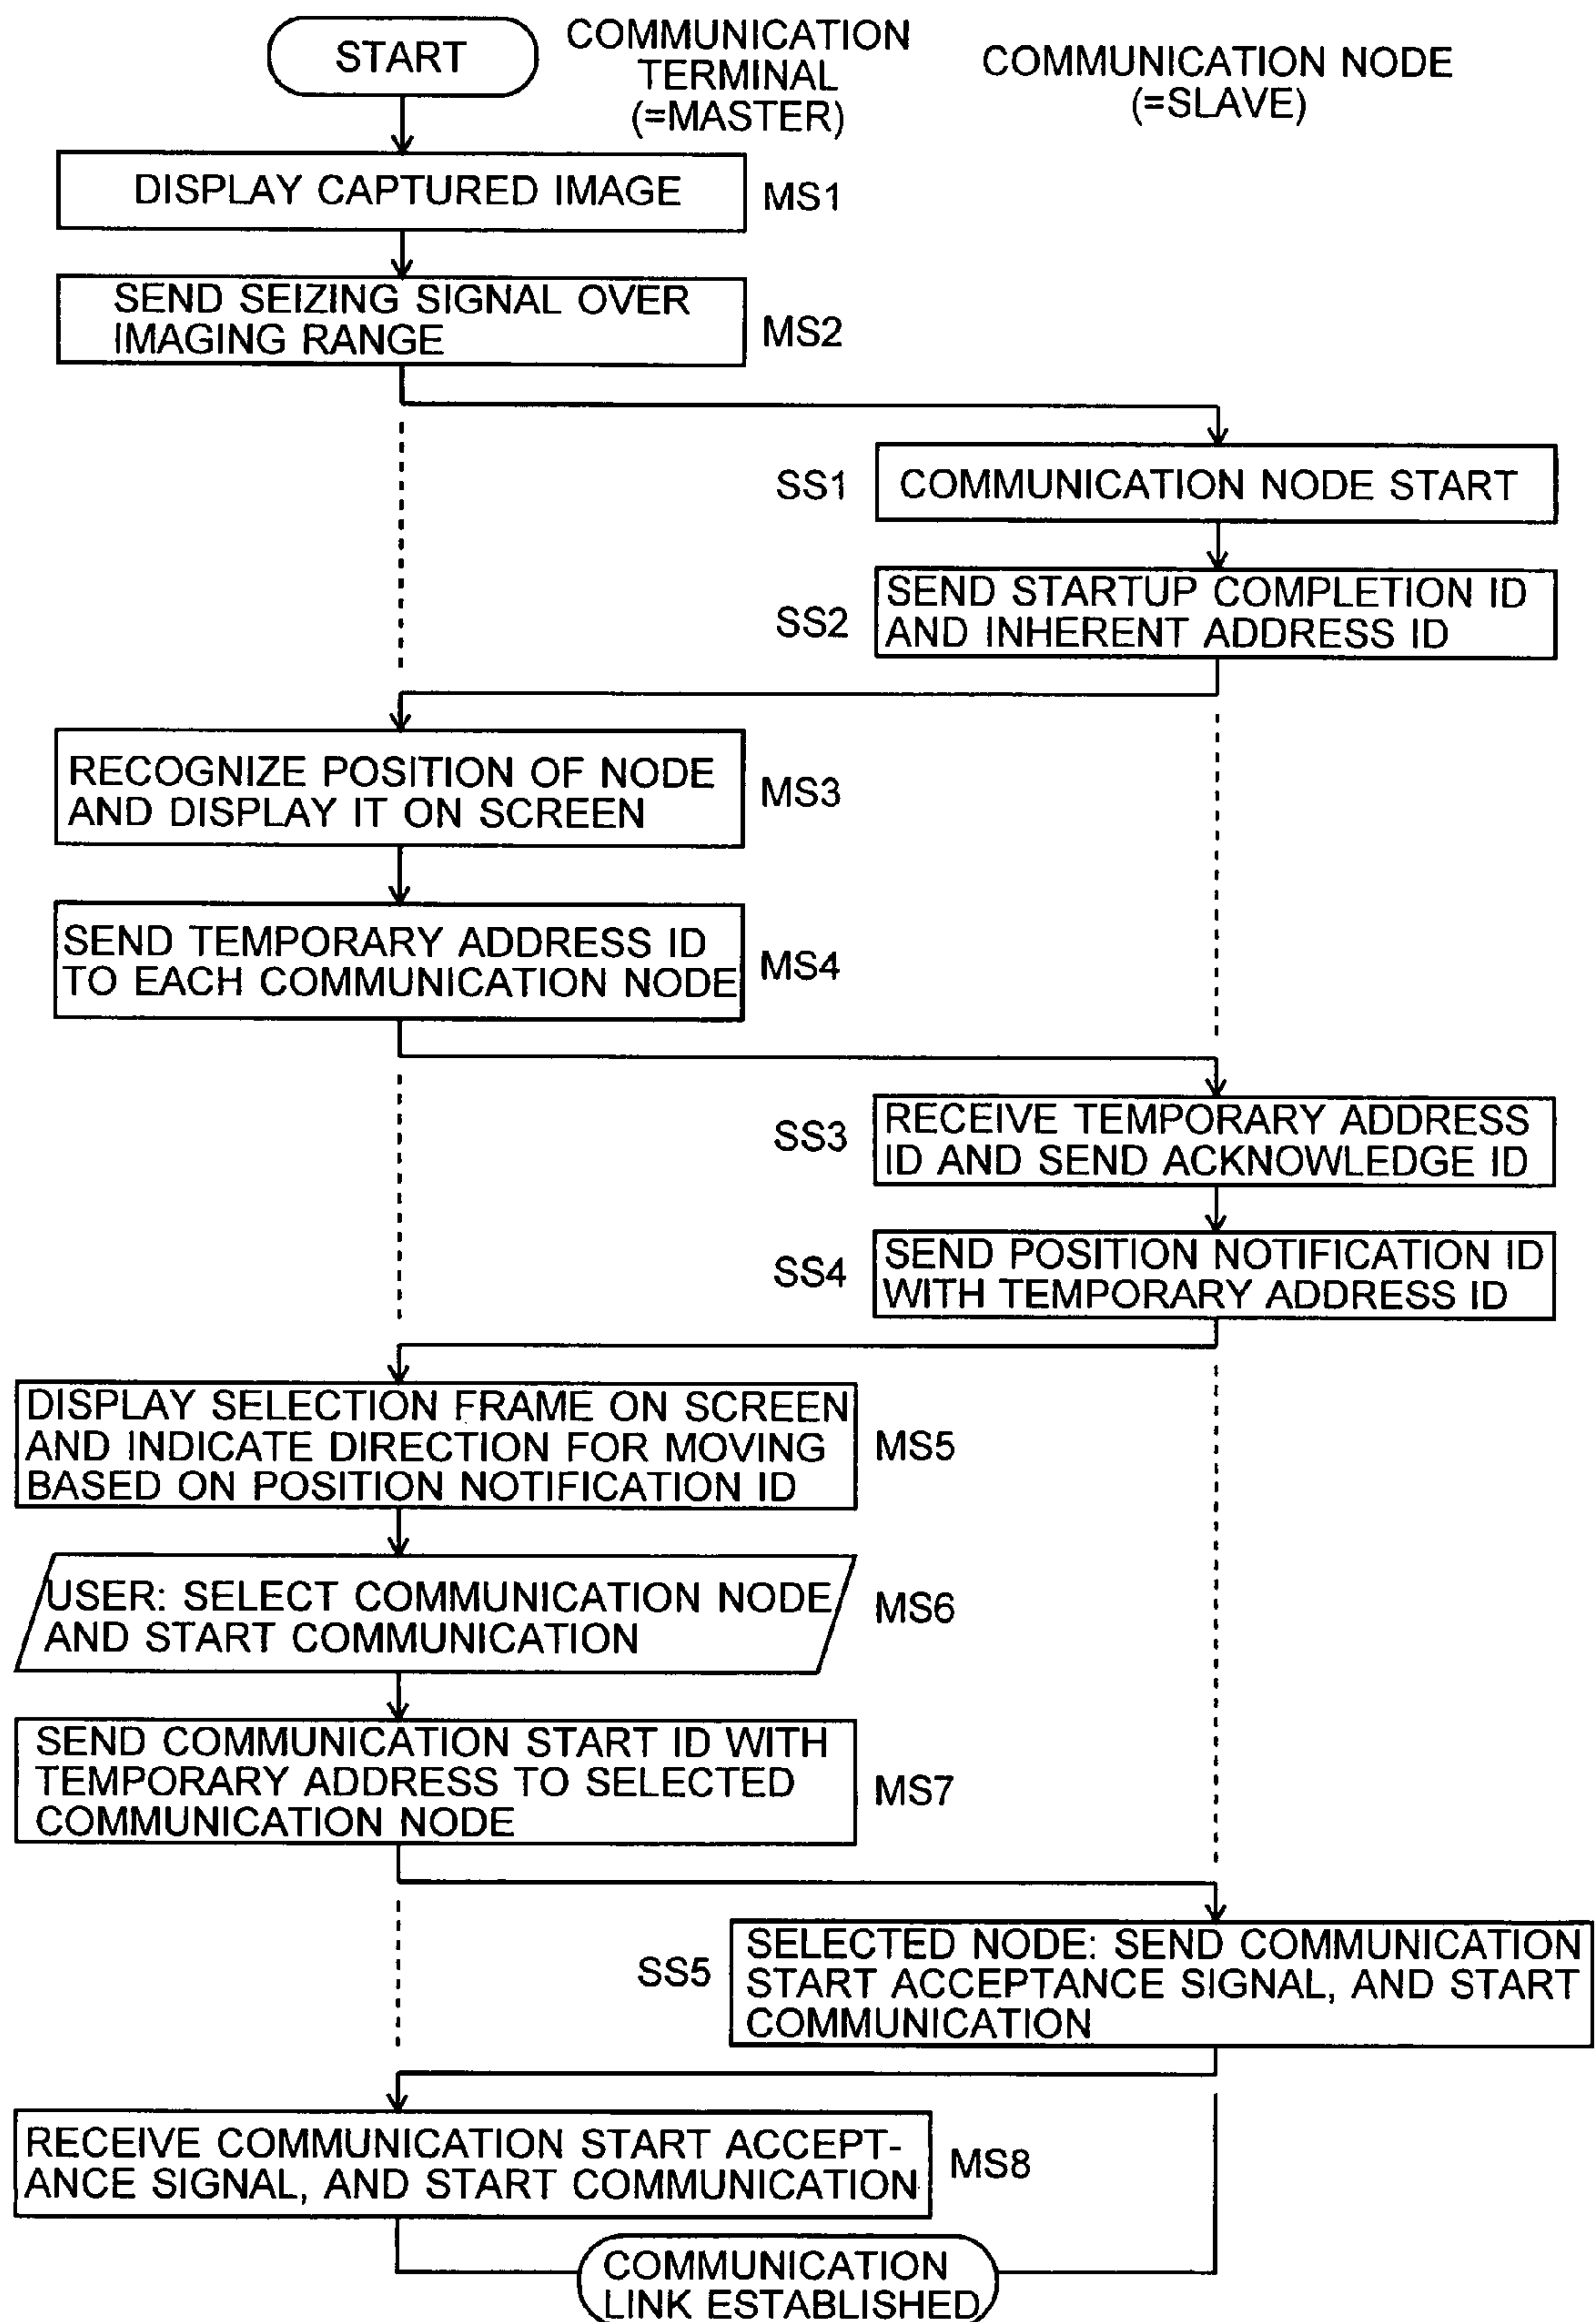 START
COMMUNICATION
TERMINAL
(=MASTER)
COMMUNICATION NODE
(=SLAVE)
DISPLAY CAPTURED IMAGE
MS1
SEND SEIZING SIGNAL OVER
IMAGING RANGE
MS2
SS1
COMMUNICATION NODE START
SS2
SEND STARTUP COMPLETION ID
AND INHERENT ADDRESS ID
RECOGNIZE POSITION OF NODE
AND DISPLAY IT ON SCREEN
MS3
SEND TEMPORARY ADDRESS ID
TO EACH COMMUNICATION NODE
MS4
SS3
RECEIVE TEMPORARY ADDRESS
ID AND SEND ACKNOWLEDGE ID
SS4
SEND POSITION NOTIFICATION ID
WITH TEMPORARY ADDRESS ID
DISPLAY SELECTION FRAME ON SCREEN
AND INDICATE DIRECTION FOR MOVING
BASED ON POSITION NOTIFICATION ID
MS5
USER: SELECT COMMUNICATION NODE
AND START COMMUNICATION
MS6
SEND COMMUNICATION START ID WITH
TEMPORARY ADDRESS TO SELECTED
COMMUNICATION NODE
MS7
SS5
SELECTED NODE: SEND COMMUNICATION
START ACCEPTANCE SIGNAL, AND START
COMMUNICATION
RECEIVE COMMUNICATION START ACCEPT-
ANCE SIGNAL, AND START COMMUNICATION
MS8
COMMUNICATION
LINK ESTABLISHED